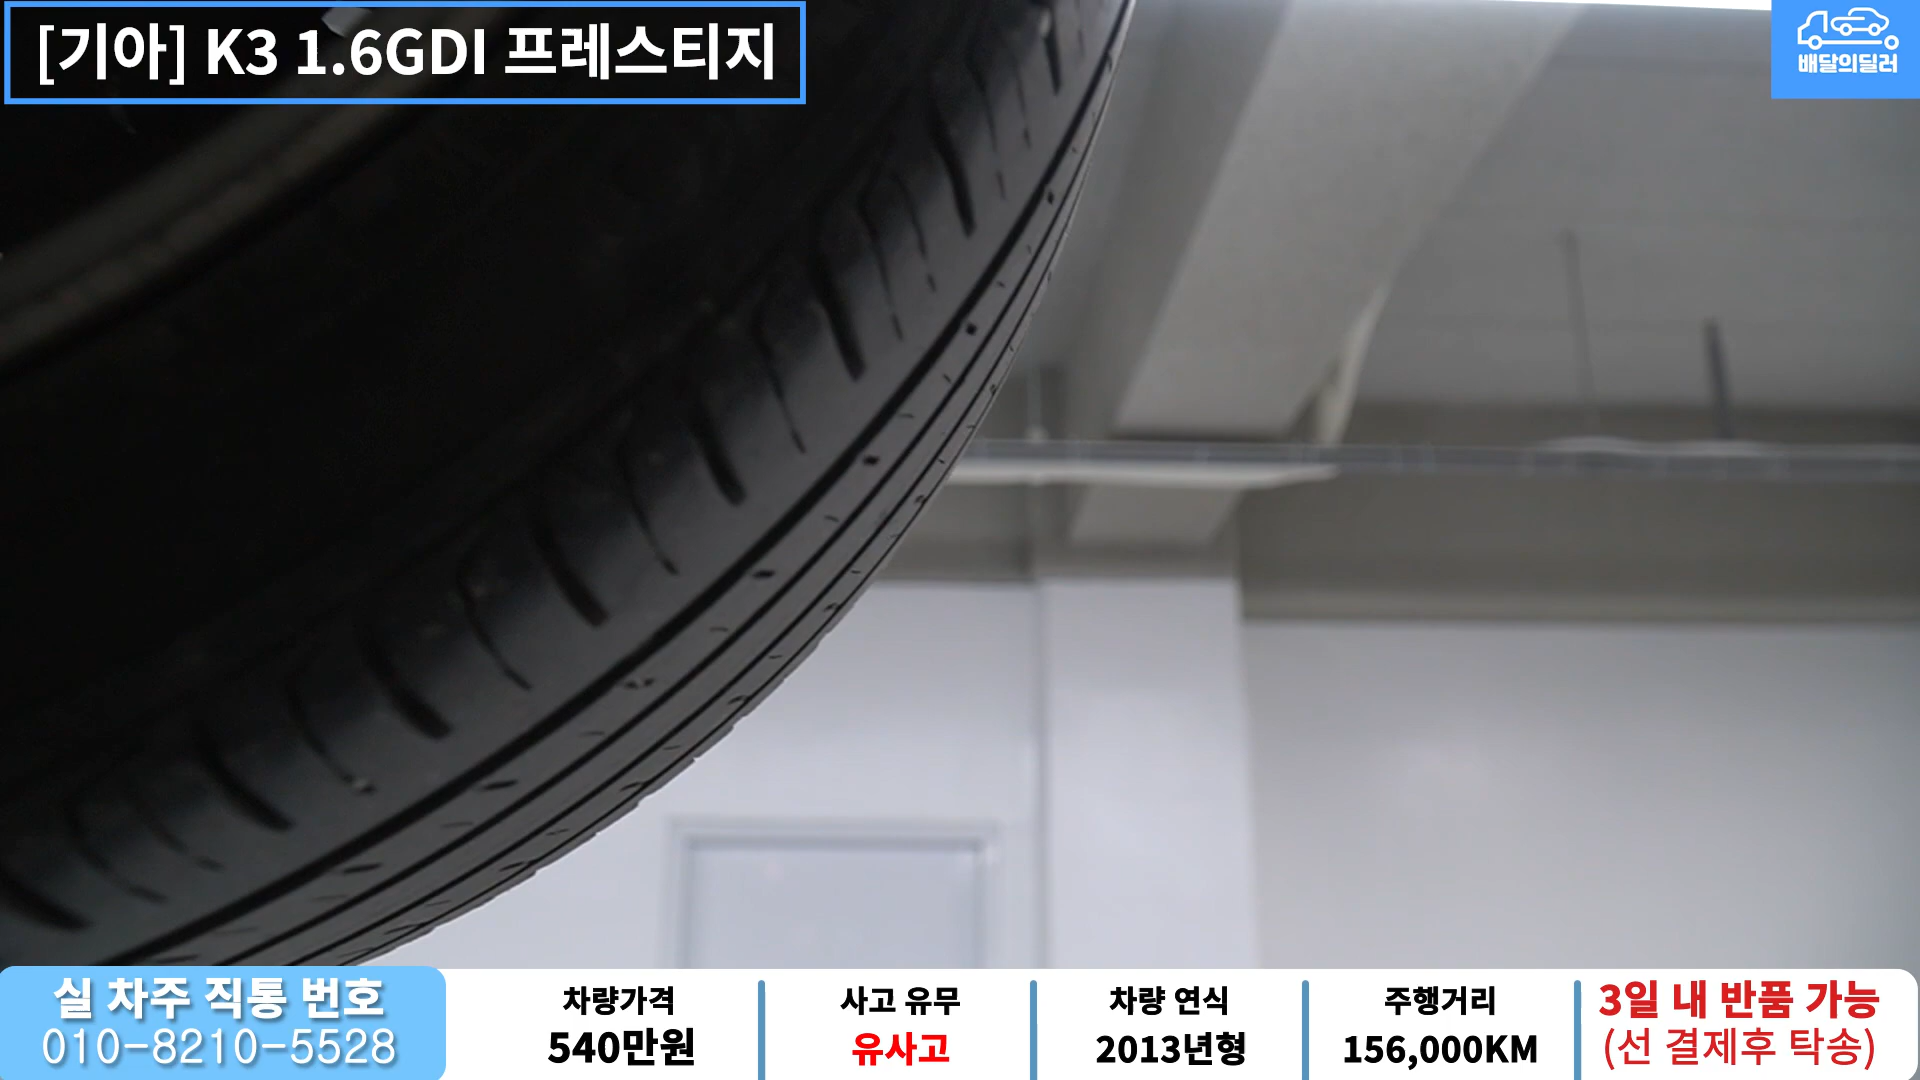 [기아] K3 1.6GDI 프레스티지
배달의딜러
실 차주 직통 번호
010-8210-5528
차량가격
540만원
사고 유무
유사고
차량 연식
2013년형
주행거리
156,000KM
3일 내 반품 가능
(선 결제후 탁송)